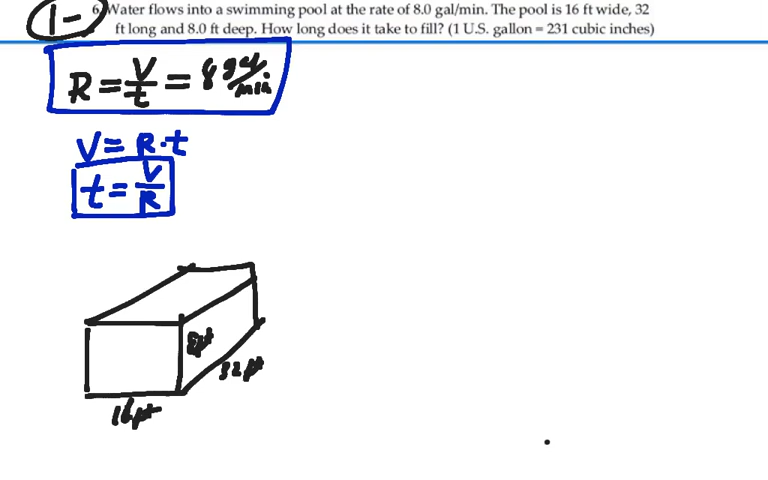 1-
6. Water flows into a swimming pool at the rate of 8.0 gal/min. The pool is 16 ft wide, 32
ft long and 8.0 ft deep. How long does it take to fill? (1 U.S. gallon = 231 cubic inches)
R = V/t = 8 gal/min
V = R·t
t = V/R
8ft
32 ft
16ft